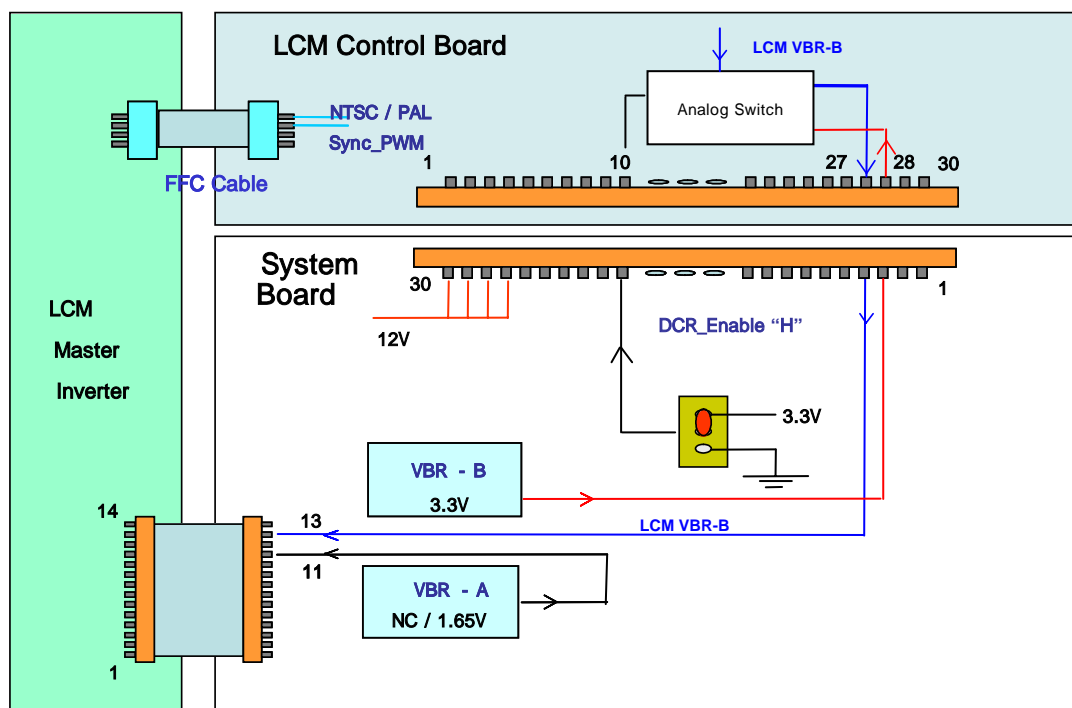 LCM Control Board
LCM VBR-B
Analog Switch
NTSC / PAL
Sync_PWM
FFC Cable
1
10
27
28
30
System
Board
30
1
12V
DCR_Enable “H”
3.3V
LCM
Master
Inverter
VBR - B
3.3V
LCM VBR-B
14
13
11
VBR - A
NC / 1.65V
1